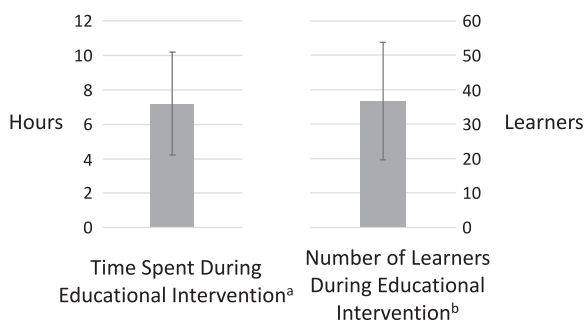 12
10
8
6
4
2
0
Hours
Time Spent During
Educational Interventionᵃ
60
50
40
30
20
10
0
Learners
Number of Learners
During Educational
Interventionᵇ